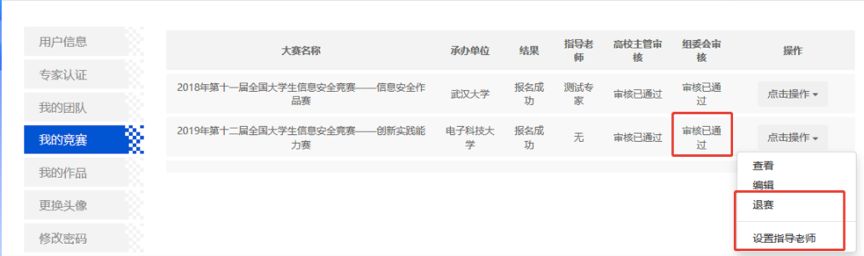 用户信息
专家认证
我的团队
我的竞赛
我的作品
更换头像
修改密码
大赛名称 承办单位 结果 指导老师 高校主管审核 组委会审核 操作
2018年第十一届全国大学生信息安全竞赛——信息安全作品赛 武汉大学 报名成功 测试专家 审核已通过 审核已通过 点击操作
2019年第十二届全国大学生信息安全竞赛——创新实践能力赛 电子科技大学 报名成功 无 审核已通过 审核已通过 点击操作
查看
编辑
退赛
设置指导老师